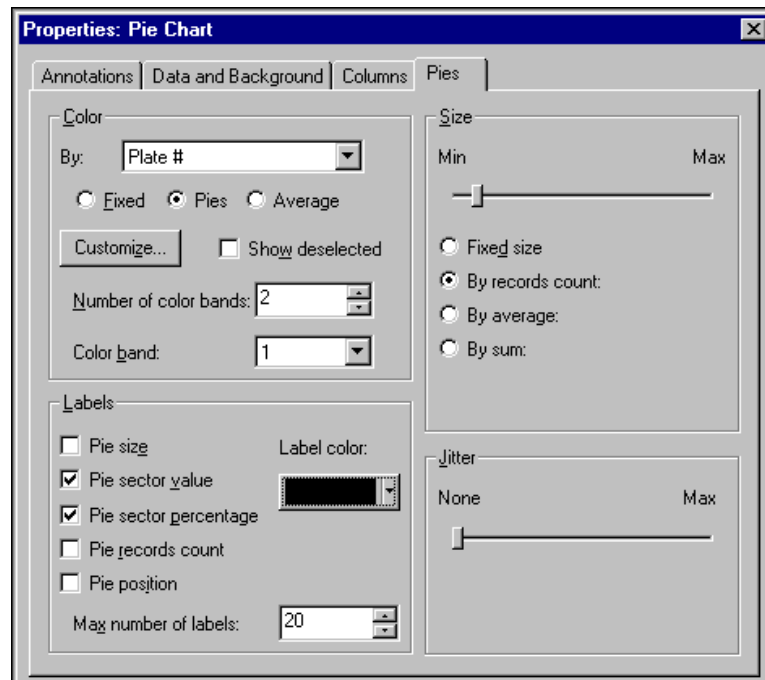 Properties: Pie Chart
Annotations Data and Background Columns Pies
Color
By: Plate #
Fixed Pies Average
Customize... Show deselected
Number of color bands: 2
Color band: 1
Labels
Pie size Label color:
Pie sector value
Pie sector percentage
Pie records count
Pie position
Max number of labels: 20
Size
Min Max
Fixed size
By records count:
By average:
By sum:
Jitter
None Max